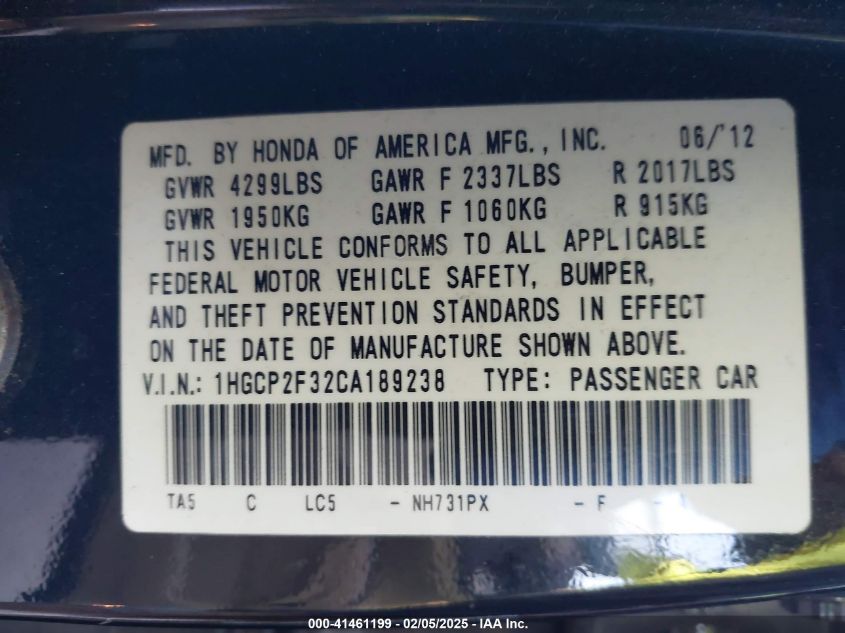 MFD. BY HONDA OF AMERICA MFG., INC. 06/'12
GVWR 4299LBS GAWR F 2337LBS R 2017LBS
GVWR 1950KG GAWR F 1060KG R 915KG
THIS VEHICLE CONFORMS TO ALL APPLICABLE
FEDERAL MOTOR VEHICLE SAFETY, BUMPER,
AND THEFT PREVENTION STANDARDS IN EFFECT
ON THE DATE OF MANUFACTURE SHOWN ABOVE.
V.I.N.: 1HGCP2F32CA189238 TYPE: PASSENGER CAR
TA5 C LC5 - NH731PX - F -
000-41461199 - 02/05/2025 - IAA Inc.